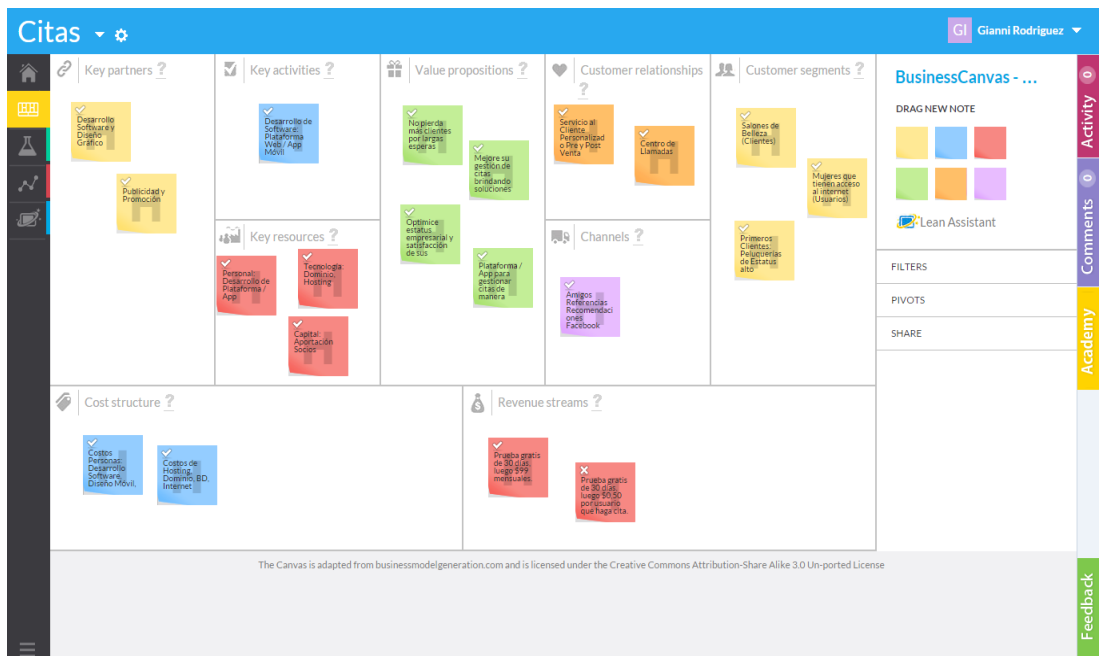 Citas
GI Gianni Rodriguez
Key partners ?
Desarrollo
Software y
Diseño
Gráfico
Publicidad y
Promoción
Key activities ?
Desarrollo de
Software:
Plataforma
Web / App
Móvil
Key resources ?
Personal:
Desarrollo de
Plataforma /
App
Tecnología:
Dominio,
Hosting
Capital:
Aportación
Socios
Value propositions ?
No pierda
más clientes
por largas
esperas
Mejore su
gestión de
citas
brindando
soluciones
Optimice
estatus
empresarial y
satisfacción
de sus
Plataforma /
App para
gestionar
citas de
manera
Customer relationships
?
Servicio al
Cliente
Personalizad
o Pre y Post
Venta
Centro de
Llamadas
Channels ?
Amigos
Referencias
Recomendaci
ones
Facebook
Customer segments ?
Salones de
Belleza
(Clientes)
Mujeres que
tienen acceso
al internet
(Usuarios)
Primeros
Clientes:
Peluquerías
de Estatus
alto
Cost structure ?
Costos
Personas:
Desarrollo
Software,
Diseño Móvil,
Costos de
Hosting,
Dominio, BD,
Internet
Revenue streams ?
Prueba gratis
de 30 días,
luego $99
mensuales.
Prueba gratis
de 30 días,
luego $0.50
por usuario
que haga cita.
BusinessCanvas - ...
DRAG NEW NOTE
Lean Assistant
FILTERS
PIVOTS
SHARE
Activity 0
Comments 0
Academy
Feedback
The Canvas is adapted from businessmodelgeneration.com and is licensed under the Creative Commons Attribution-Share Alike 3.0 Un-ported License